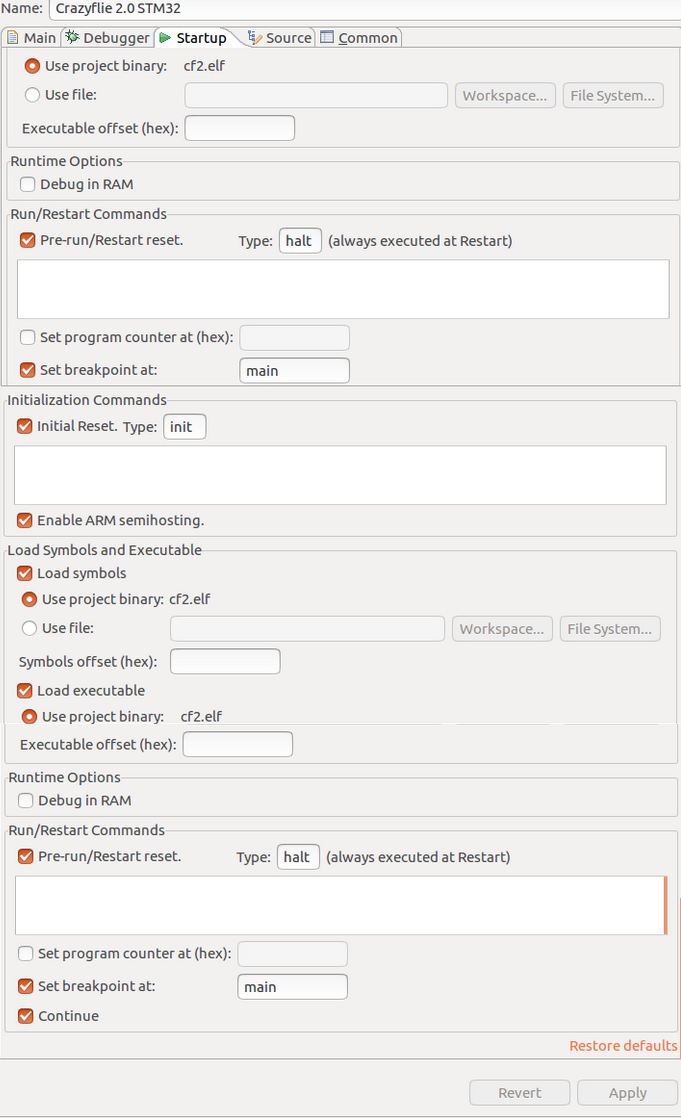 Name: Crazyflie 2.0 STM32
Main Debugger Startup Source Common
Use project binary: cf2.elf
Use file: Workspace... File System...
Executable offset (hex):
Runtime Options
Debug in RAM
Run/Restart Commands
Pre-run/Restart reset. Type: halt (always executed at Restart)
Set program counter at (hex):
Set breakpoint at: main
Initialization Commands
Initial Reset. Type: init
Enable ARM semihosting.
Load Symbols and Executable
Load symbols
Use project binary: cf2.elf
Use file: Workspace... File System...
Symbols offset (hex):
Load executable
Use project binary: cf2.elf
Executable offset (hex):
Runtime Options
Debug in RAM
Run/Restart Commands
Pre-run/Restart reset. Type: halt (always executed at Restart)
Set program counter at (hex):
Set breakpoint at: main
Continue
Restore defaults
Revert Apply